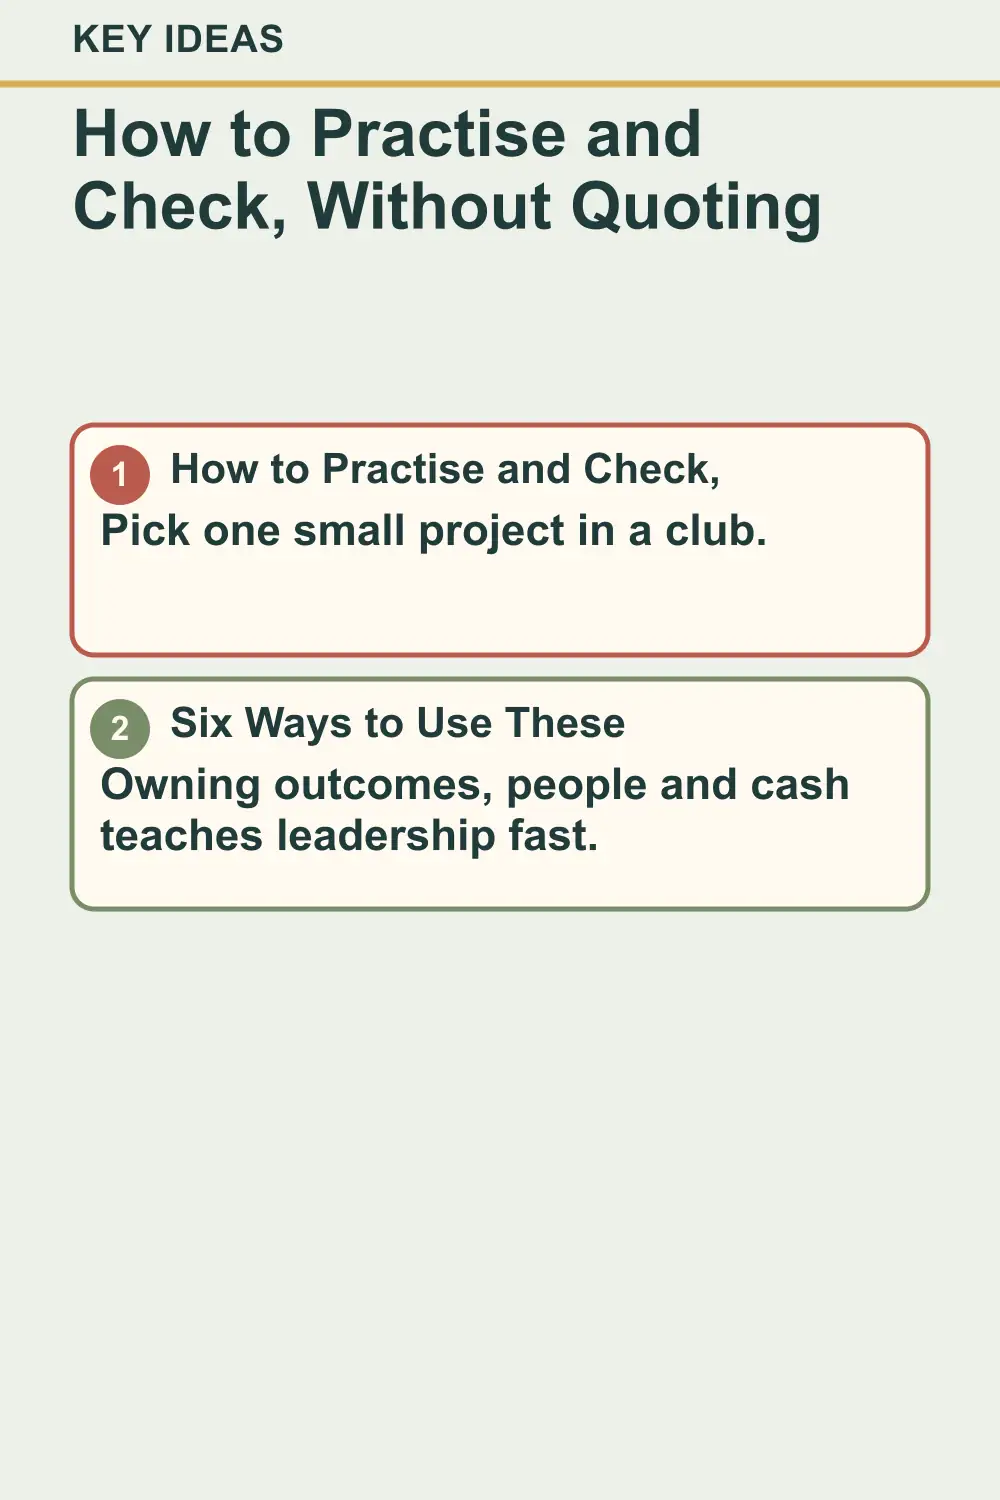 KEY IDEAS
How to Practise and
Check, Without Quoting
1
How to Practise and Check,
Pick one small project in a club.
2
Six Ways to Use These
Owning outcomes, people and cash
teaches leadership fast.